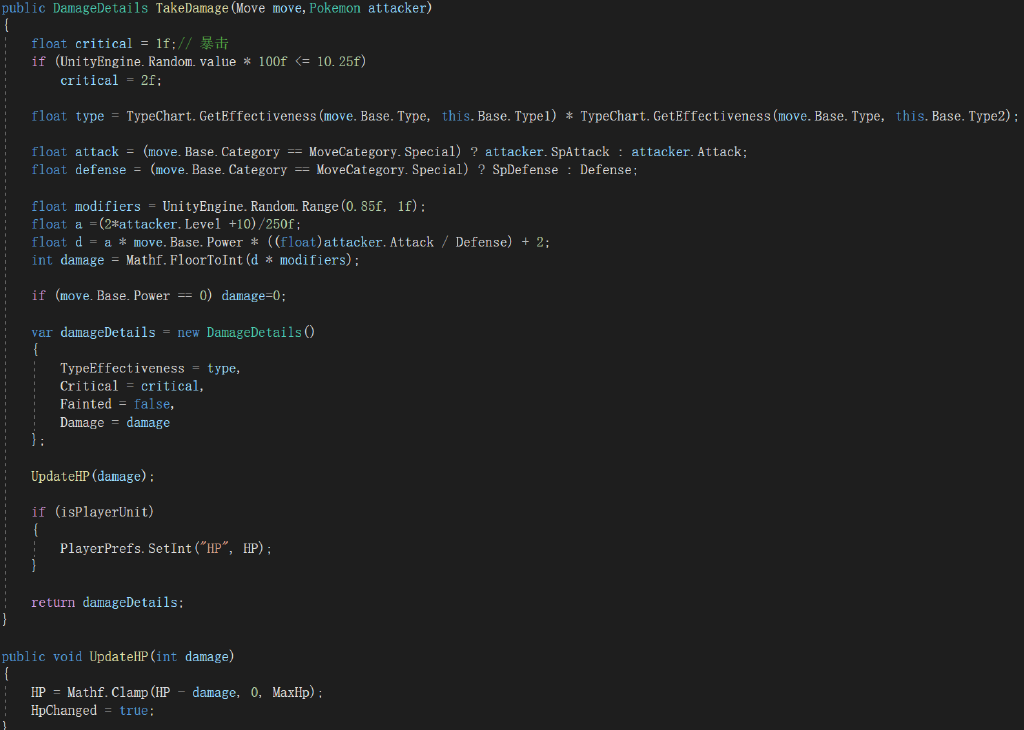 public DamageDetails TakeDamage(Move move,Pokemon attacker)
{
float critical = 1f;// 暴击
if (UnityEngine.Random.value * 100f <= 10.25f)
critical = 2f;
float type = TypeChart.GetEffectiveness(move.Base.Type, this.Base.Type1) * TypeChart.GetEffectiveness(move.Base.Type, this.Base.Type2);
float attack = (move.Base.Category == MoveCategory.Special) ? attacker.SpAttack : attacker.Attack;
float defense = (move.Base.Category == MoveCategory.Special) ? SpDefense : Defense;
float modifiers = UnityEngine.Random.Range(0.85f, 1f);
float a =(2*attacker.Level +10)/250f;
float d = a * move.Base.Power * ((float)attacker.Attack / Defense) + 2;
int damage = Mathf.FloorToInt(d * modifiers);
if (move.Base.Power == 0) damage=0;
var damageDetails = new DamageDetails()
{
TypeEffectiveness = type,
Critical = critical,
Fainted = false,
Damage = damage
};
UpdateHP(damage);
if (isPlayerUnit)
{
PlayerPrefs.SetInt("HP", HP);
}
return damageDetails;
}
public void UpdateHP(int damage)
{
HP = Mathf.Clamp(HP - damage, 0, MaxHp);
HpChanged = true;
}